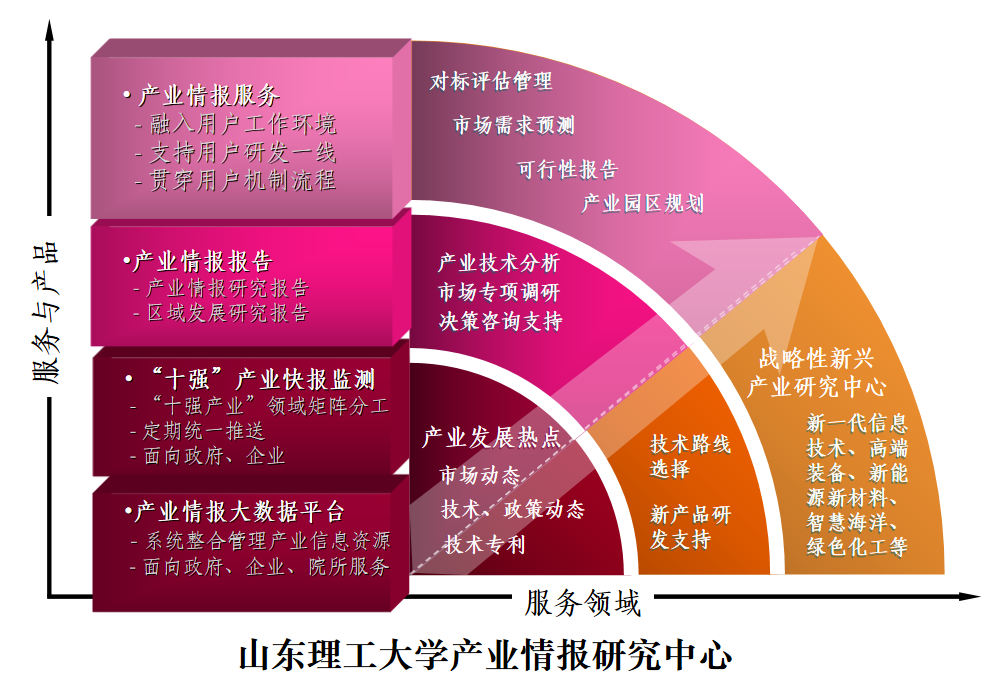 服务与产品
• 产业情报服务
- 融入用户工作环境
- 支持用户研发一线
- 贯穿用户机制流程
•产业情报报告
- 产业情报研究报告
- 区域发展研究报告
• “十强”产业快报监测
- “十强产业”领域矩阵分工
- 定期统一推送
- 面向政府、企业
•产业情报大数据平台
- 系统整合管理产业信息资源
- 面向政府、企业、院所服务
对标评估管理
市场需求预测
可行性报告
产业园区规划
产业技术分析
市场专项调研
决策咨询支持
产业发展热点
市场动态
技术、政策动态
技术专利
技术路线
选择
新产品研
发支持
战略性新兴
产业研究中心
新一代信息
技术、高端
装备、新能
源新材料、
智慧海洋、
绿色化工等
服务领域
山东理工大学产业情报研究中心